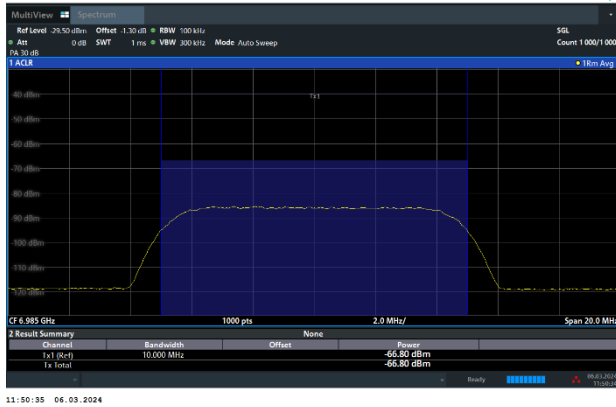 MultiView Spectrum
Ref Level -29.50 dBm Offset -1.30 dB RBW 100 kHz SGL
Att 0 dB SWT 1 ms VBW 300 kHz Mode Auto Sweep Count 1000/1000
PA 30 dB
1 ACLR 1Rm Avg
Tx1
-40 dBm
-50 dBm
-60 dBm
-70 dBm
-80 dBm
-90 dBm
-100 dBm
-110 dBm
-120 dBm
CF 6.985 GHz 1000 pts 2.0 MHz/ Span 20.0 MHz
2 Result Summary None
Channel Bandwidth Offset Power
Tx1 (Ref) 10.000 MHz -66.80 dBm
Tx Total -66.80 dBm
Ready 06.03.2024
11:50:34
11:50:35 06.03.2024